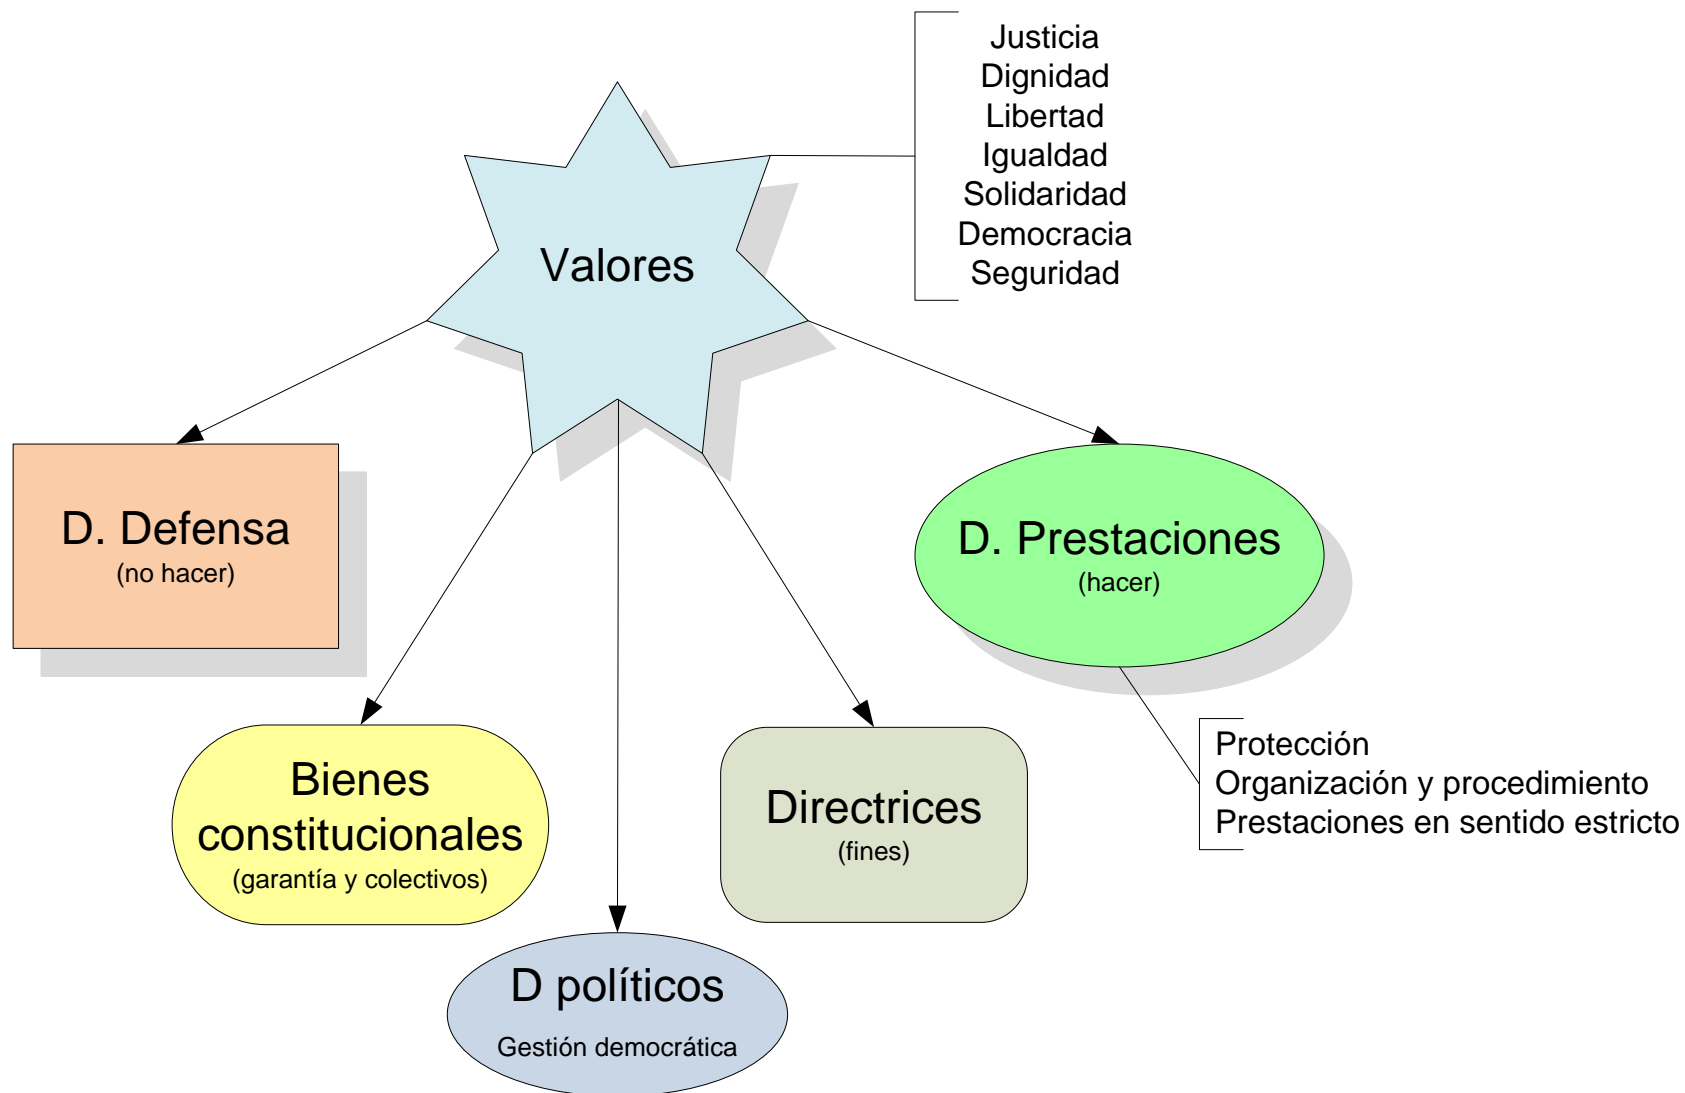 Justicia
Dignidad
Libertad
Igualdad
Solidaridad
Democracia
Seguridad
Valores
D. Defensa
(no hacer)
D. Prestaciones
(hacer)
Protección
Organización y procedimiento
Prestaciones en sentido estricto
Bienes
constitucionales
(garantía y colectivos)
Directrices
(fines)
D políticos
Gestión democrática